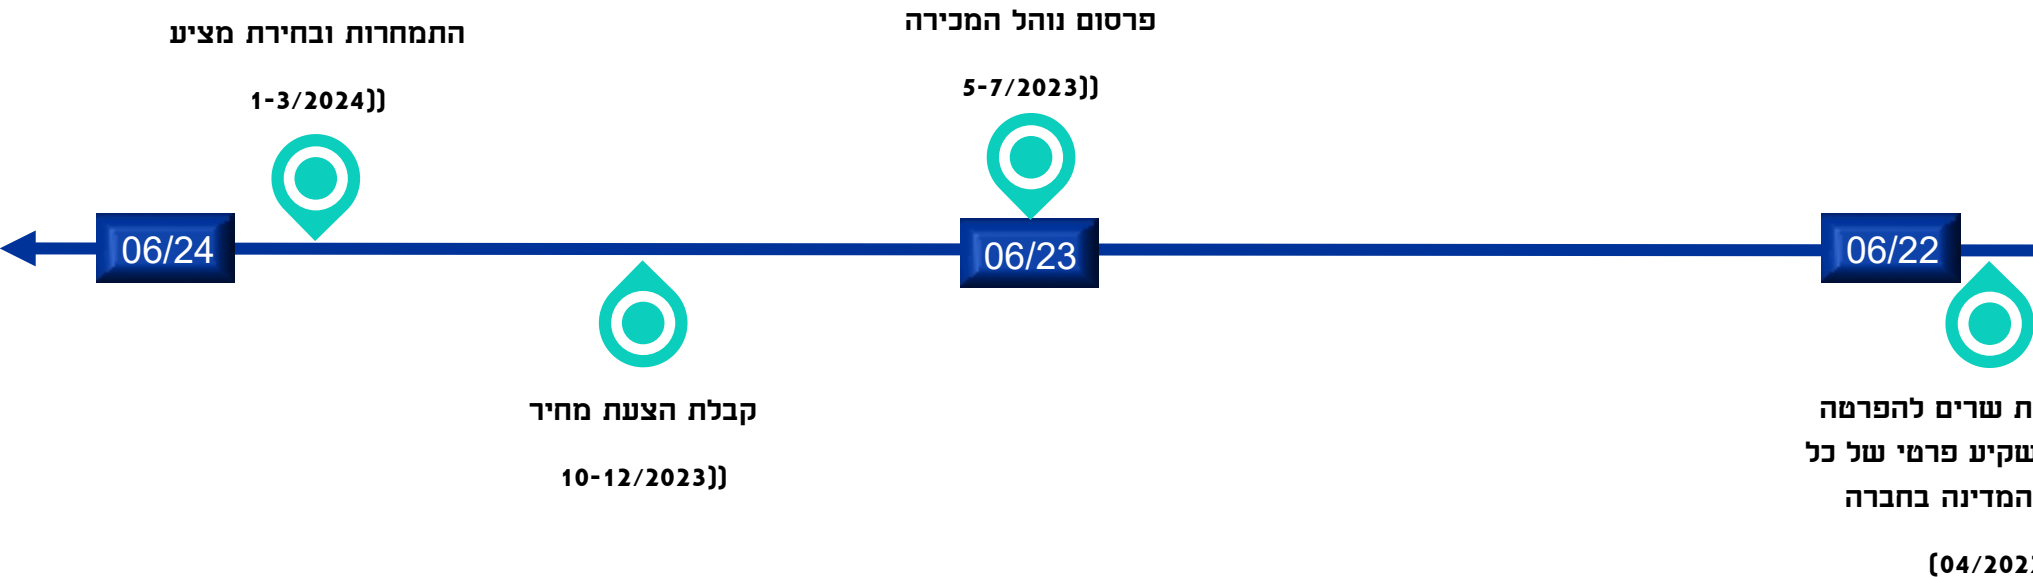 פרסום נוהל המכירה
5-7/2023))
התמחרות ובחירת מציע
1-3/2024))
06/22
06/23
06/24
ת שרים להפרטה
שקיע פרטי של כל
המדינה בחברה
קבלת הצעת מחיר
10-12/2023))